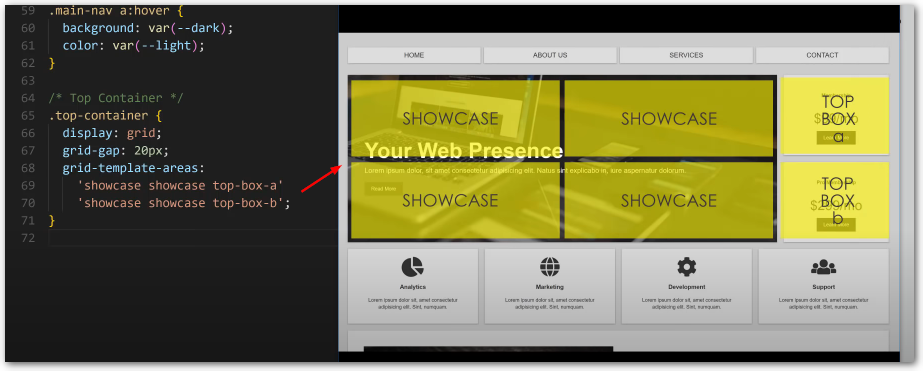 59 .main-nav a:hover {
60 background: var(--dark);
61 color: var(--light);
62 }
63
64 /* Top Container */
65 .top-container {
66 display: grid;
67 grid-gap: 20px;
68 grid-template-areas:
69 'showcase showcase top-box-a'
70 'showcase showcase top-box-b';
71 }
72
HOME ABOUT US SERVICES CONTACT
SHOWCASE SHOWCASE
TOP
BOX
a
Your Web Presence
Lorem ipsum dolor, sit amet consectetur adipisicing elit. Natus sint explicabo in, iure aspernatur dolorum.
Read More
SHOWCASE SHOWCASE
TOP
BOX
b
Analytics
Lorem ipsum dolor sit, amet consectetur
adipisicing elit. Sint, numquam.
Marketing
Lorem ipsum dolor sit, amet consectetur
adipisicing elit. Sint, numquam.
Development
Lorem ipsum dolor sit, amet consectetur
adipisicing elit. Sint, numquam.
Support
Lorem ipsum dolor sit, amet consectetur
adipisicing elit. Sint, numquam.